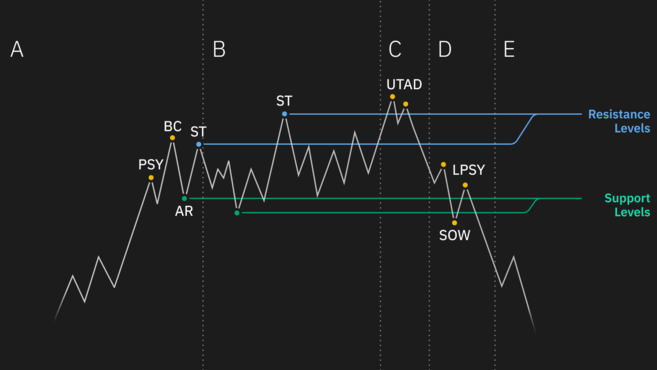 A
B
C
D
E
UTAD
ST
Resistance
Levels
BC
ST
PSY
LPSY
AR
Support
Levels
SOW